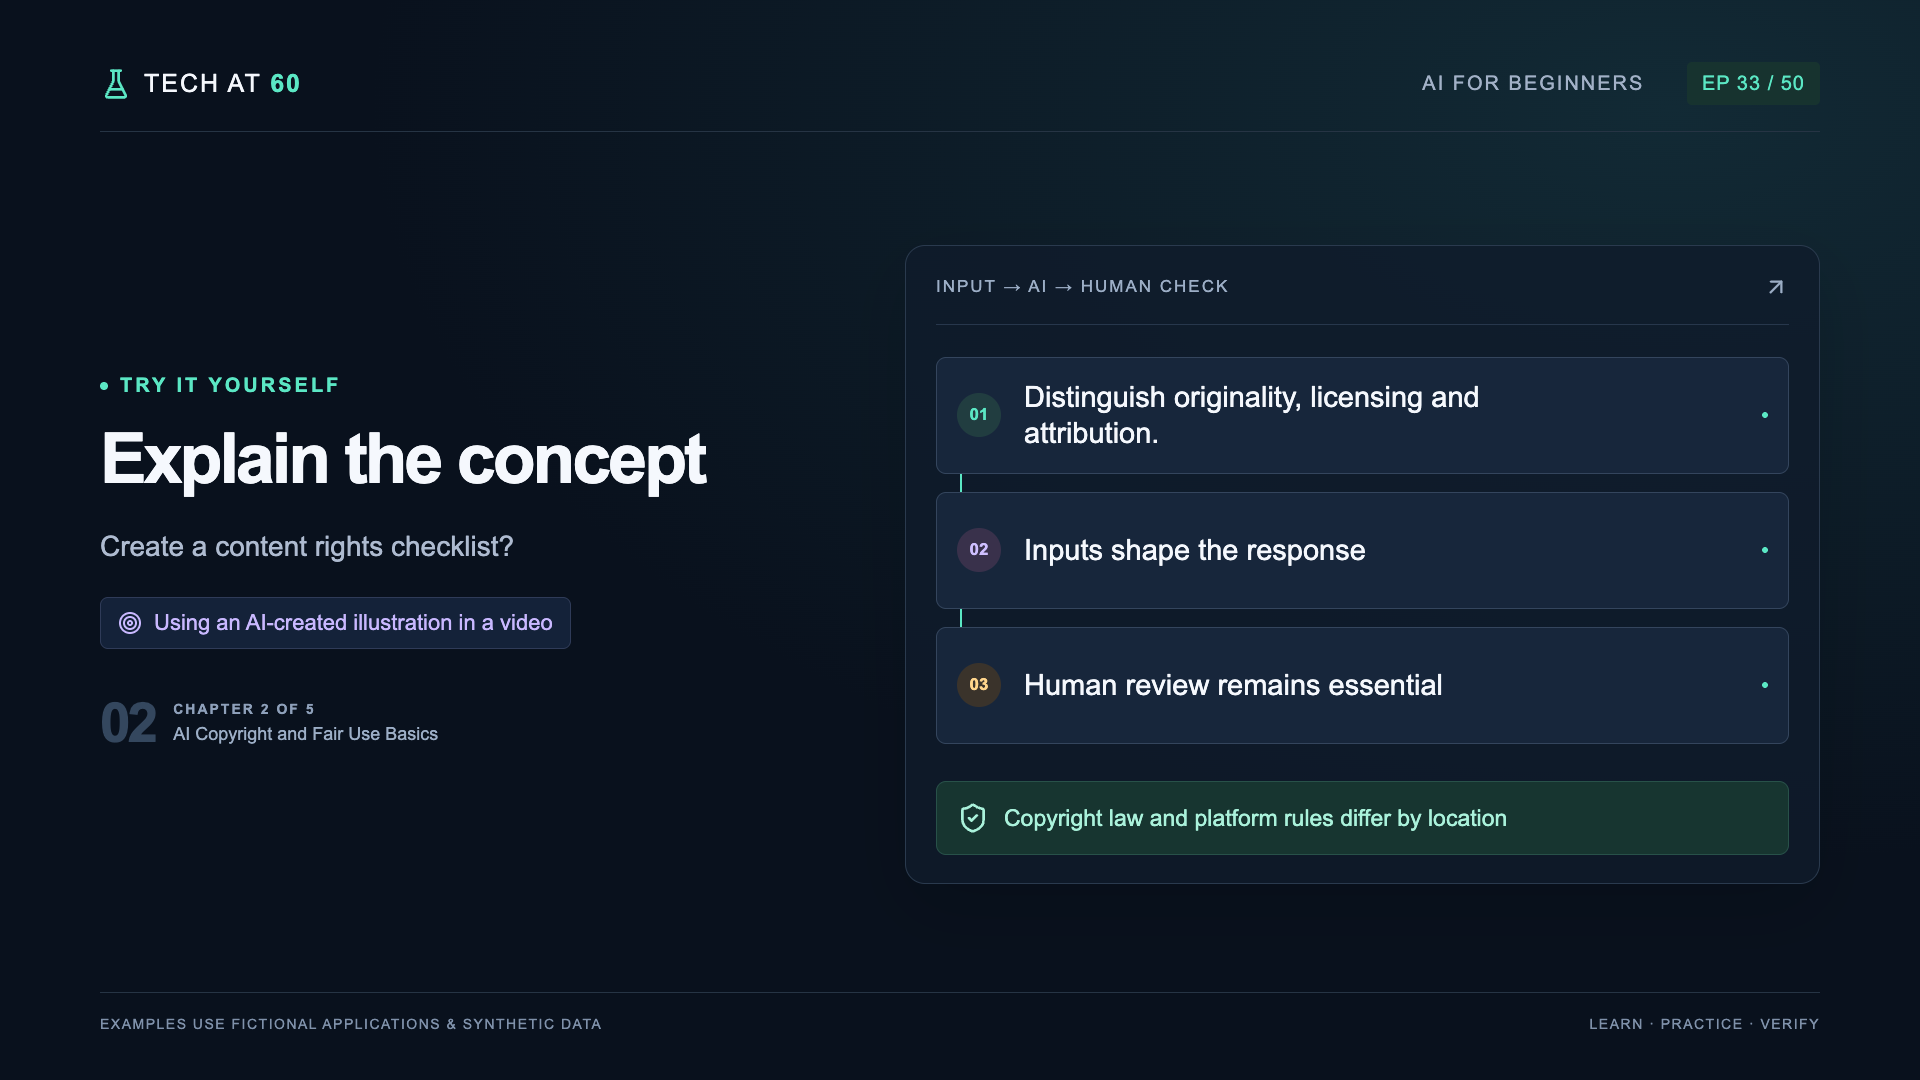 TECH AT 60
AI FOR BEGINNERS
EP 33 / 50
TRY IT YOURSELF
Explain the concept
Create a content rights checklist?
Using an AI-created illustration in a video
02
CHAPTER 2 OF 5
AI Copyright and Fair Use Basics
INPUT → AI → HUMAN CHECK
01
Distinguish originality, licensing and
attribution.
02
Inputs shape the response
03
Human review remains essential
Copyright law and platform rules differ by location
EXAMPLES USE FICTIONAL APPLICATIONS & SYNTHETIC DATA
LEARN · PRACTICE · VERIFY